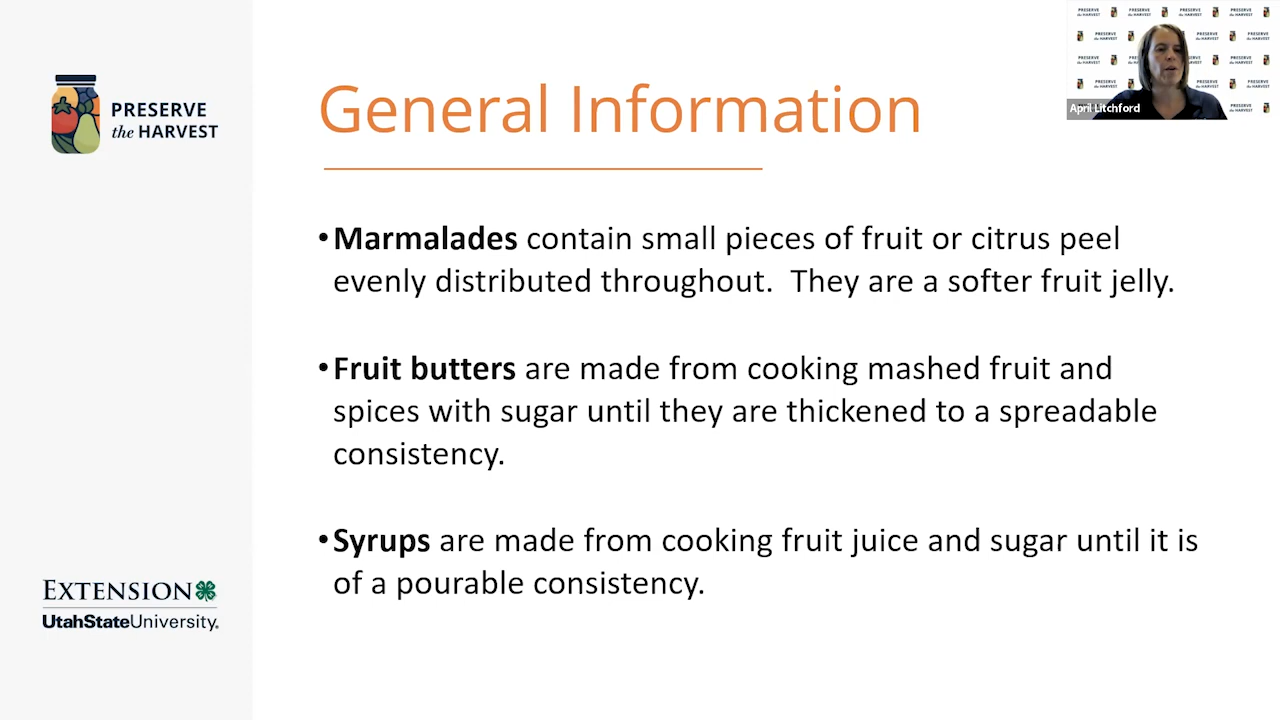 PRESERVE
the HARVEST
General Information
April Litchford
•Marmalades contain small pieces of fruit or citrus peel
evenly distributed throughout.  They are a softer fruit jelly.
•Fruit butters are made from cooking mashed fruit and
spices with sugar until they are thickened to a spreadable
consistency.
•Syrups are made from cooking fruit juice and sugar until it is
of a pourable consistency.
EXTENSION
UtahStateUniversity®